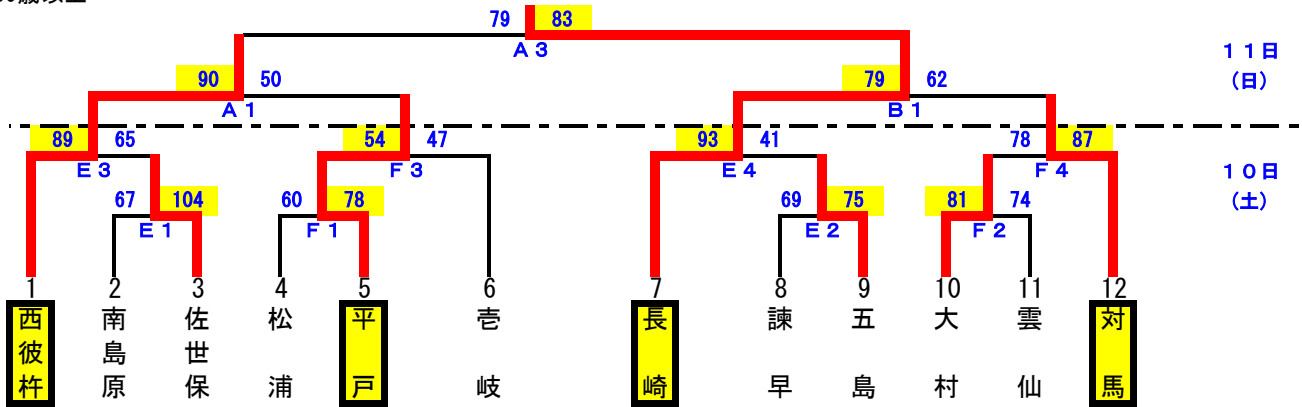 79 83
A3
11日
(日)
90 50
79 62
A1
B1
89 65
54 47
93 41
78 87
E3
F3
E4
F4
10日
(土)
67 104
60 78
69 75
81 74
E1
F1
E2
F2
1 2 3 4 5 6 7 8 9 10 11 12
西彼杵
南島原
佐世保
松浦
平戸
壱岐
長崎
諫早
五島
大村
雲仙
対馬